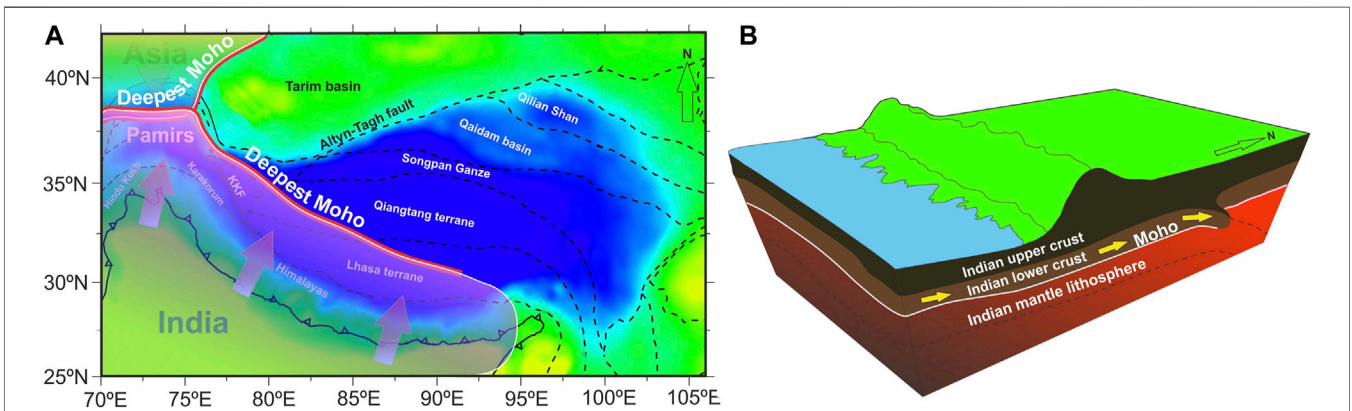 A
Asia
Deepest Moho
Deepest Moho
Pamirs
Hindu Kush
Karakorum
KKF
Deepest Moho
Tarim basin
Altyn-Tagh fault
Qilian Shan
Qaidam basin
Songpan Ganze
Qiangtang terrane
Lhasa terrane
Himalayas
India
N
40ºN
35ºN
30ºN
25ºN
70ºE
75ºE
80ºE
85ºE
90ºE
95ºE
100ºE
105ºE
B
N
Indian upper crust
Indian lower crust
Moho
Indian mantle lithosphere